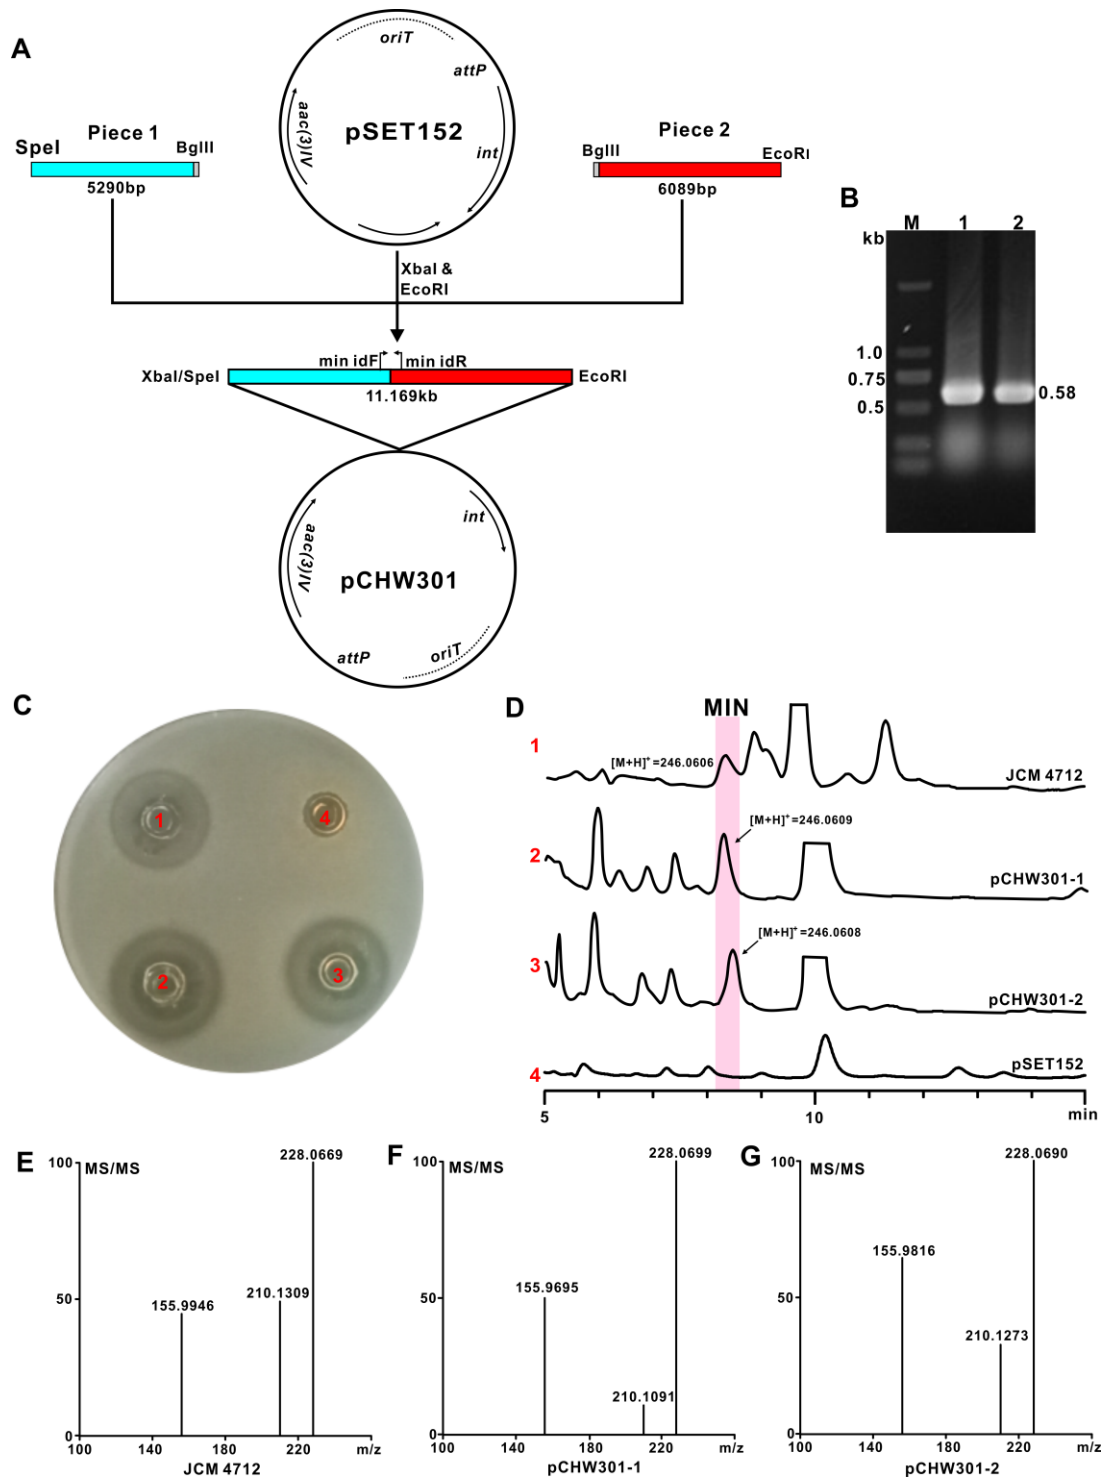 A
oriT
attP
aac(3)IV
pSET152
int
Piece 1
SpeI
BglII
5290bp
Piece 2
BglII
EcoRI
6089bp
XbaI &
EcoRI
min idF
min idR
XbaI/SpeI
EcoRI
11.169kb
int
aac(3)IV
pCHW301
attP
oriT
B
kb
M
1
2
1.0
0.75
0.5
0.58
C
1
4
2
3
D
MIN
1
[M+H]+=246.0606
JCM 4712
2
[M+H]+=246.0609
pCHW301-1
3
[M+H]+=246.0608
pCHW301-2
4
pSET152
5
10
min
E
MS/MS
100
50
0
228.0669
210.1309
155.9946
100
140
180
220
m/z
JCM 4712
F
MS/MS
100
50
0
228.0699
155.9695
210.1091
100
140
180
220
m/z
pCHW301-1
G
MS/MS
100
50
0
228.0690
155.9816
210.1273
100
140
180
220
m/z
pCHW301-2